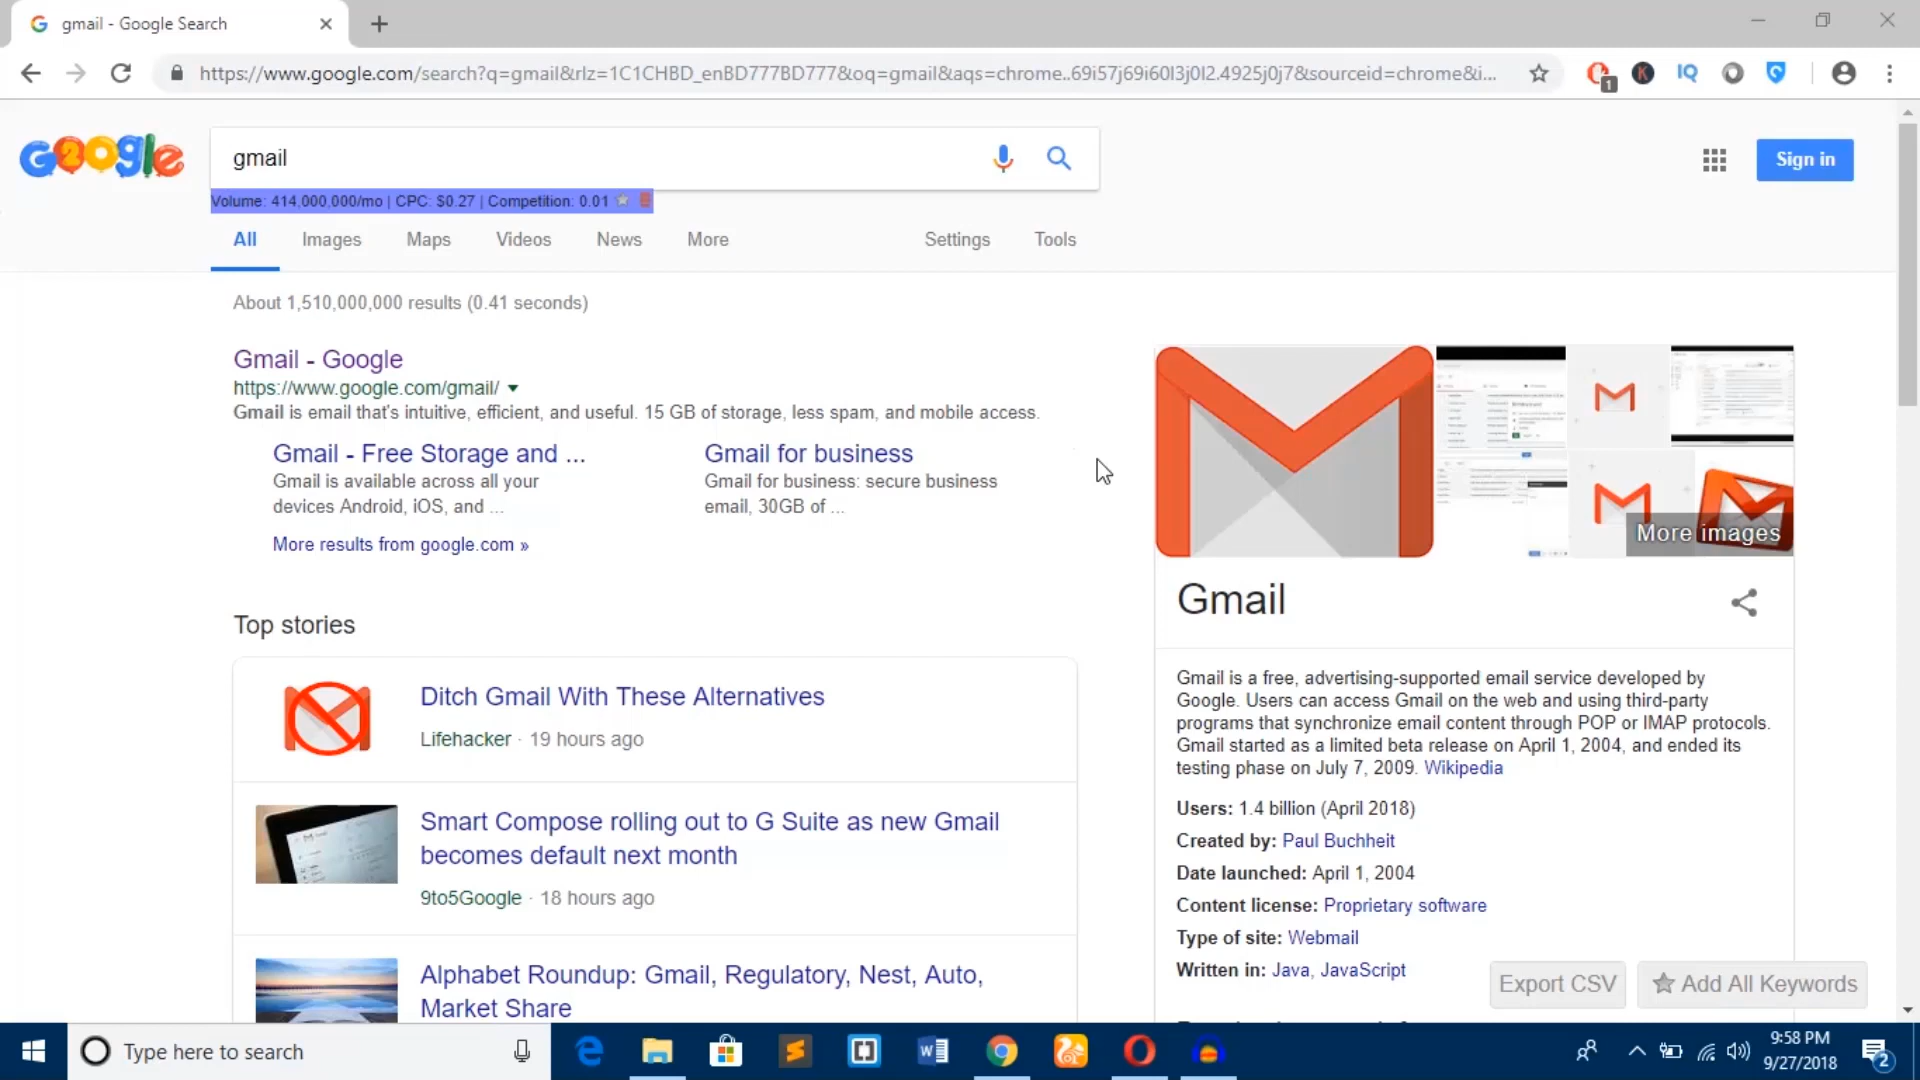 gmail - Google Search
https://www.google.com/search?q=gmail&rlz=1C1CHBD_enBD777BD777&oq=gmail&aqs=chrome..69i57j69i60l3j0l2.4925j0j7&sourceid=chrome&i...
1
K
IQ
G2oogle
gmail
Sign in
Volume: 414,000,000/mo | CPC: $0.27 | Competition: 0.01
All Images Maps Videos News More Settings Tools
About 1,510,000,000 results (0.41 seconds)
Gmail - Google
https://www.google.com/gmail/
Gmail is email that's intuitive, efficient, and useful. 15 GB of storage, less spam, and mobile access.
Gmail - Free Storage and ...
Gmail is available across all your
devices Android, iOS, and ...
Gmail for business
Gmail for business: secure business
email, 30GB of ...
More results from google.com »
Top stories
Ditch Gmail With These Alternatives
Lifehacker · 19 hours ago
Smart Compose rolling out to G Suite as new Gmail
becomes default next month
9to5Google · 18 hours ago
Alphabet Roundup: Gmail, Regulatory, Nest, Auto,
Market Share
More images
Gmail
Gmail is a free, advertising-supported email service developed by
Google. Users can access Gmail on the web and using third-party
programs that synchronize email content through POP or IMAP protocols.
Gmail started as a limited beta release on April 1, 2004, and ended its
testing phase on July 7, 2009. Wikipedia
Users: 1.4 billion (April 2018)
Created by: Paul Buchheit
Date launched: April 1, 2004
Content license: Proprietary software
Type of site: Webmail
Written in: Java, JavaScript
Export CSV
Add All Keywords
Type here to search
9:58 PM
9/27/2018
2